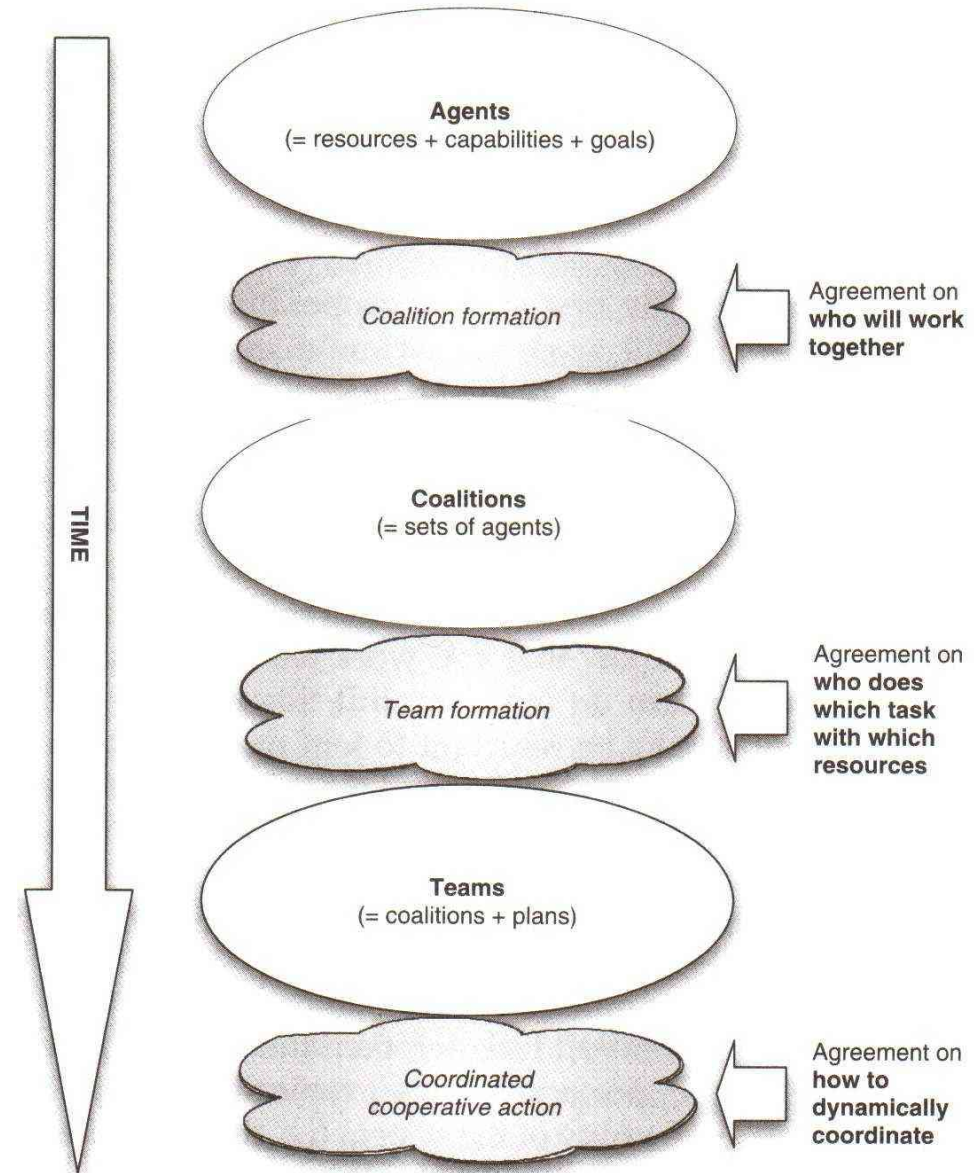 Agents
(= resources + capabilities + goals)
Coalition formation
Agreement on
who will work
together
Coalitions
(= sets of agents)
TIME
Team formation
Agreement on
who does
which task
with which
resources
Teams
(= coalitions + plans)
Coordinated
cooperative action
Agreement on
how to
dynamically
coordinate